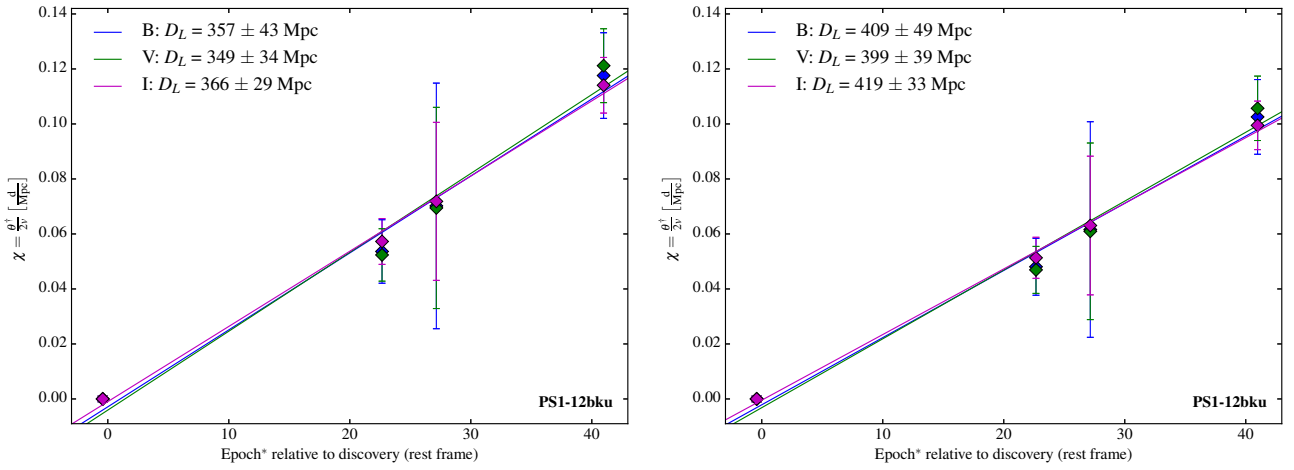 B: D_L = 357 ± 43 Mpc
V: D_L = 349 ± 34 Mpc
I: D_L = 366 ± 29 Mpc
0.14
0.12
0.10
0.08
0.06
0.04
0.02
0.00
χ = θ†/2v [d/Mpc]
PS1-12bku
0 10 20 30 40
Epoch* relative to discovery (rest frame)
B: D_L = 409 ± 49 Mpc
V: D_L = 399 ± 39 Mpc
I: D_L = 419 ± 33 Mpc
0.14
0.12
0.10
0.08
0.06
0.04
0.02
0.00
χ = θ†/2v [d/Mpc]
PS1-12bku
0 10 20 30 40
Epoch* relative to discovery (rest frame)